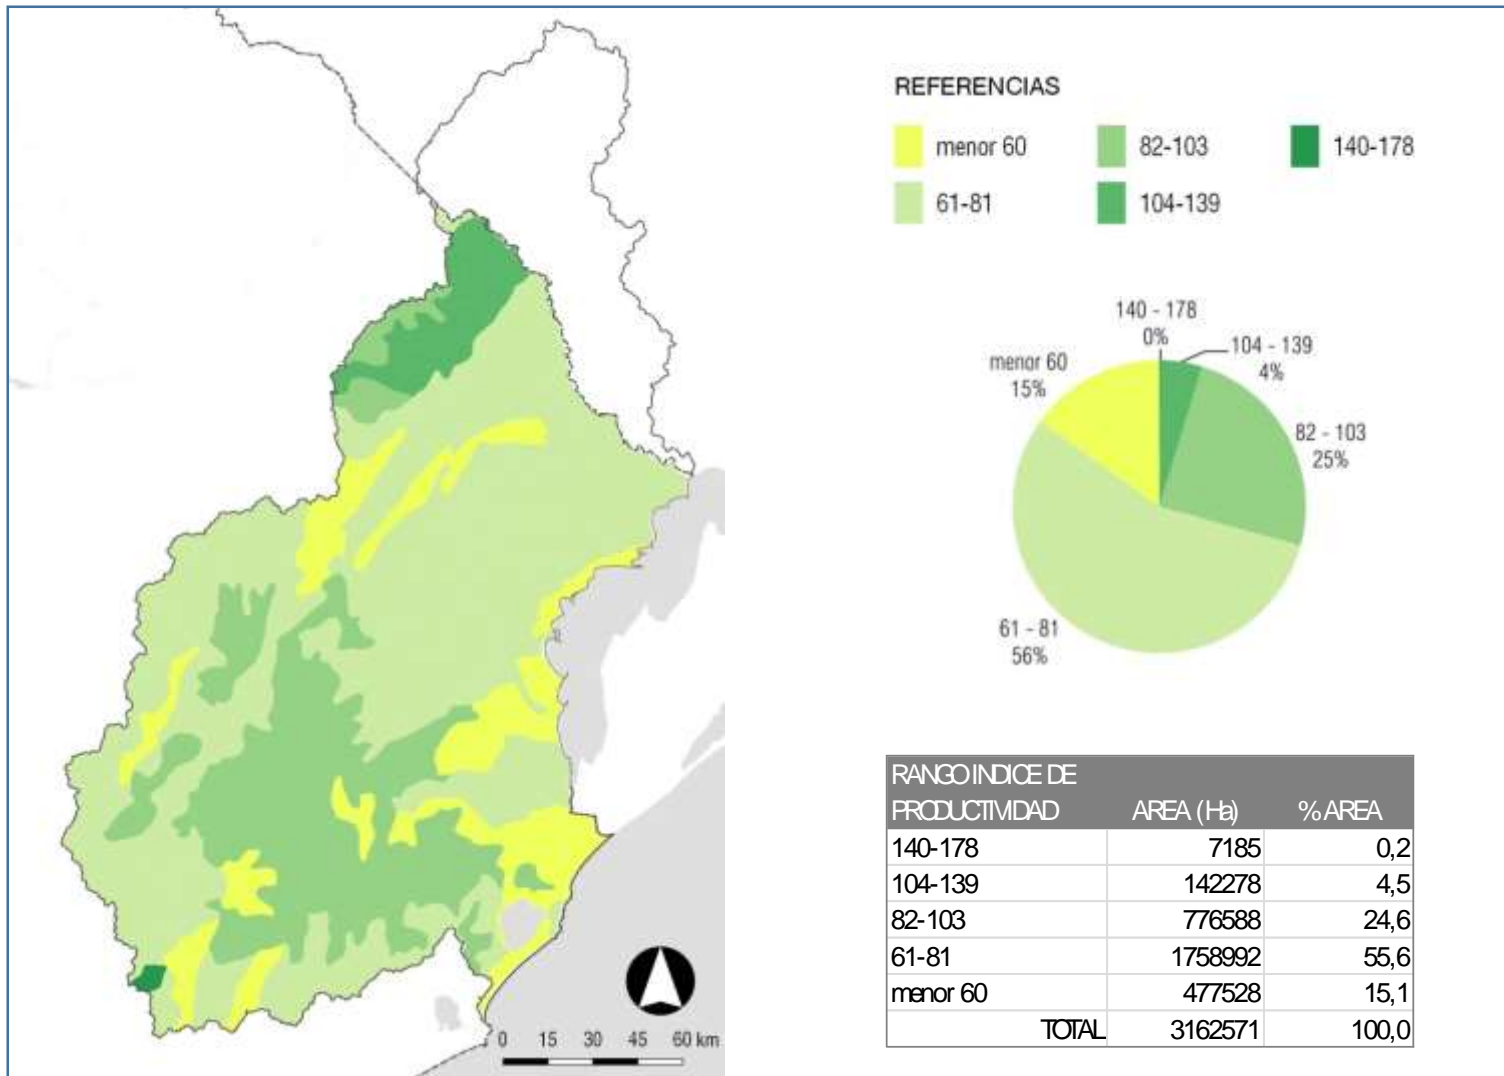 REFERENCIAS
menor 60
82-103
140-178
61-81
104-139
140 - 178
0%
104 - 139
4%
menor 60
15%
82 - 103
25%
61 - 81
56%
RANGO INDICE DE
PRODUCTIVIDAD AREA (Ha) % AREA
140-178 7185 0,2
104-139 142278 4,5
82-103 776588 24,6
61-81 1758992 55,6
menor 60 477528 15,1
TOTAL 3162571 100,0
0 15 30 45 60 km